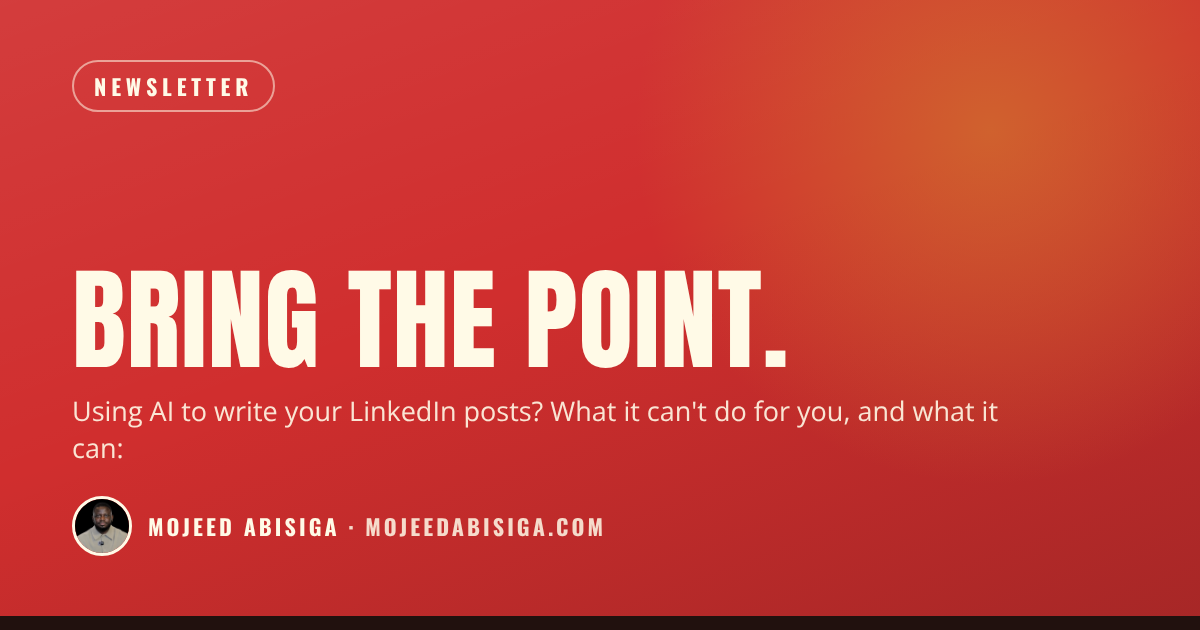 NEWSLETTER
BRING THE POINT.
Using AI to write your LinkedIn posts? What it can't do for you, and what it
can:
MOJEED ABISIGA · MOJEEDABISIGA.COM